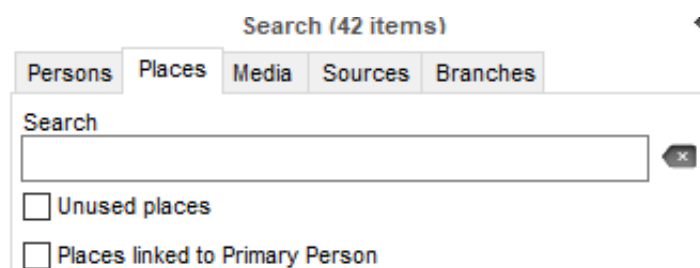 Search (42 items)
Persons Places Media Sources Branches
Search
Unused places
Places linked to Primary Person